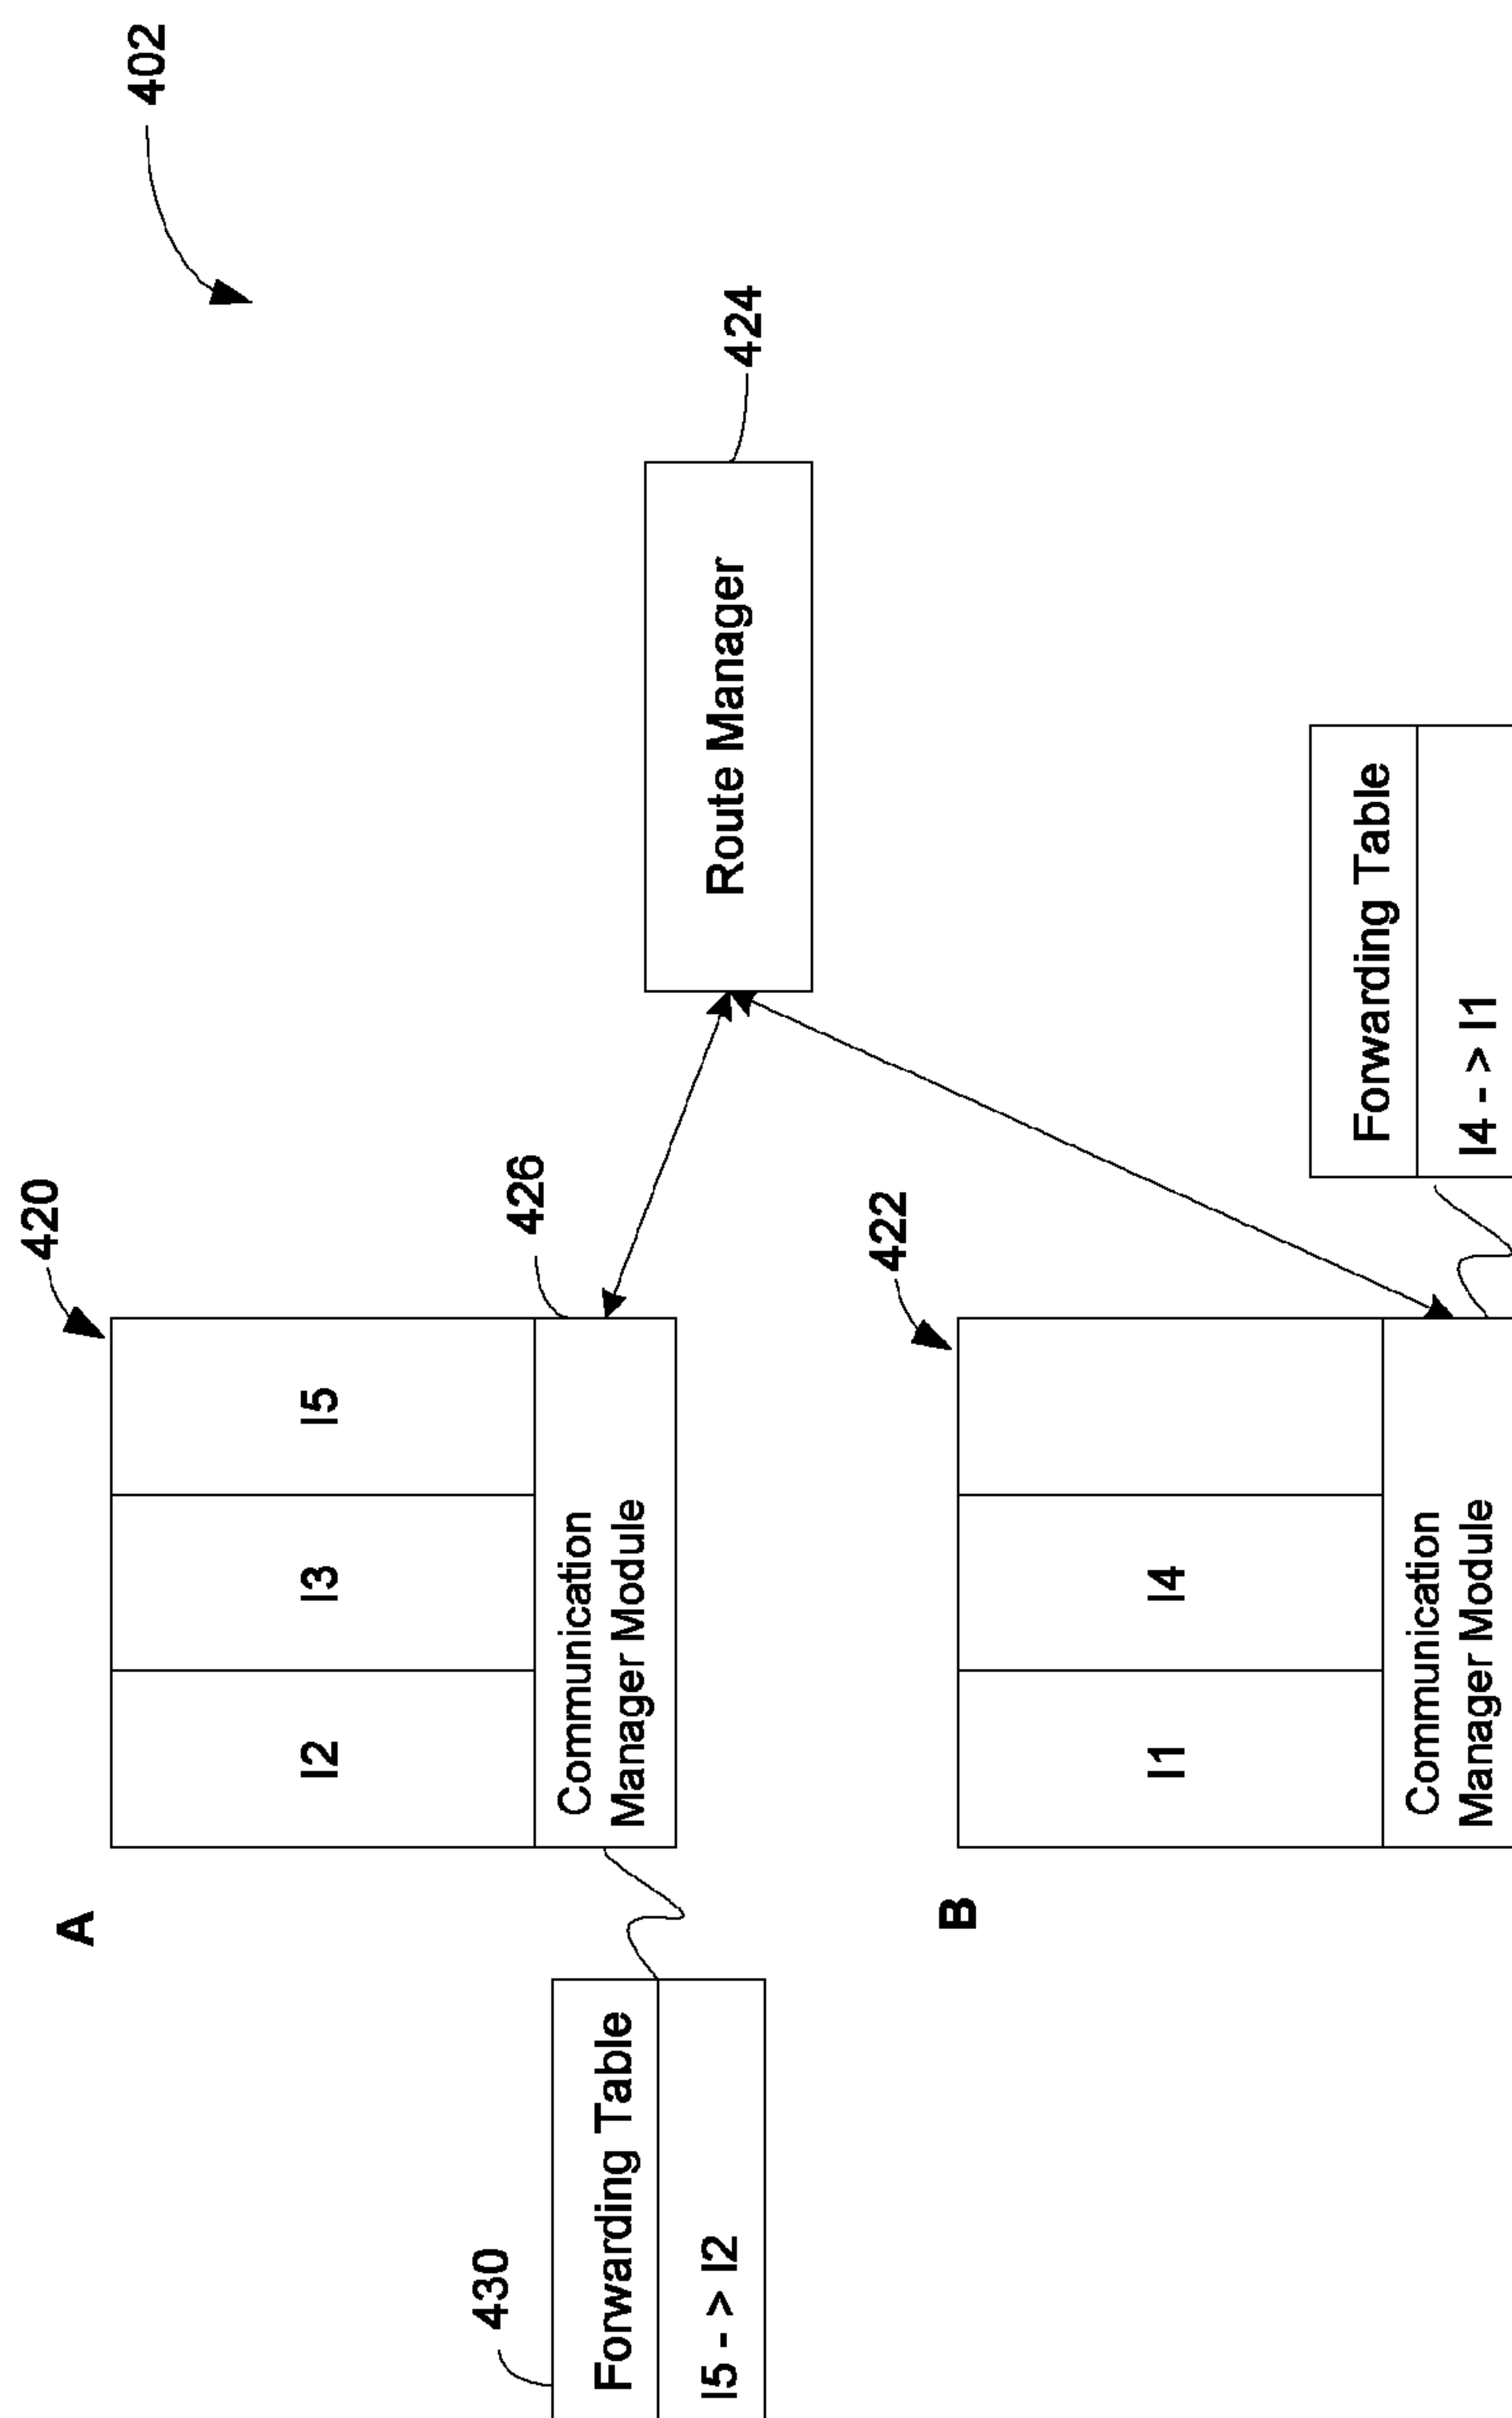 402
420
A
I2
I3
I5
426
Communication
Manager Module
430
Forwarding Table
I5 - > I2
424
Route Manager
422
B
I1
I4
Communication
Manager Module
Forwarding Table
I4 - > I1